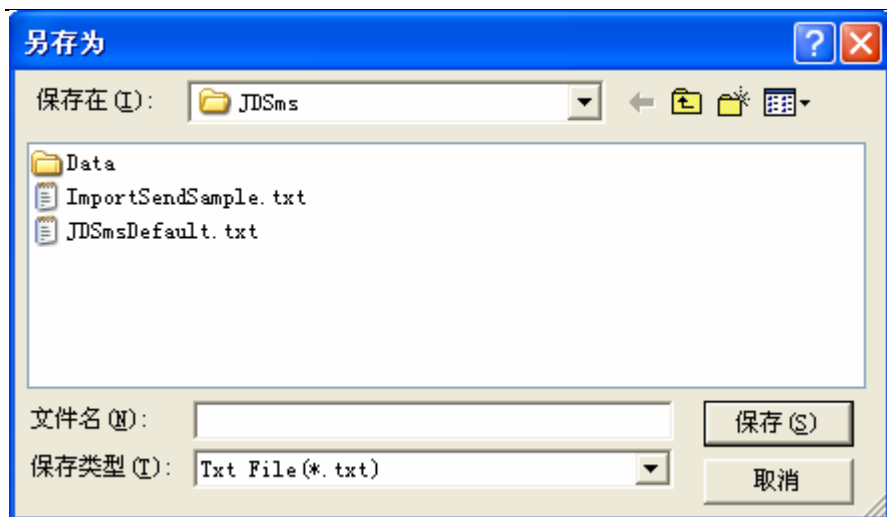 另存为
保存在(I): JDSms
Data
ImportSendSample.txt
JDSmsDefault.txt
文件名(N): 保存(S)
保存类型(T): Txt File(*.txt) 取消